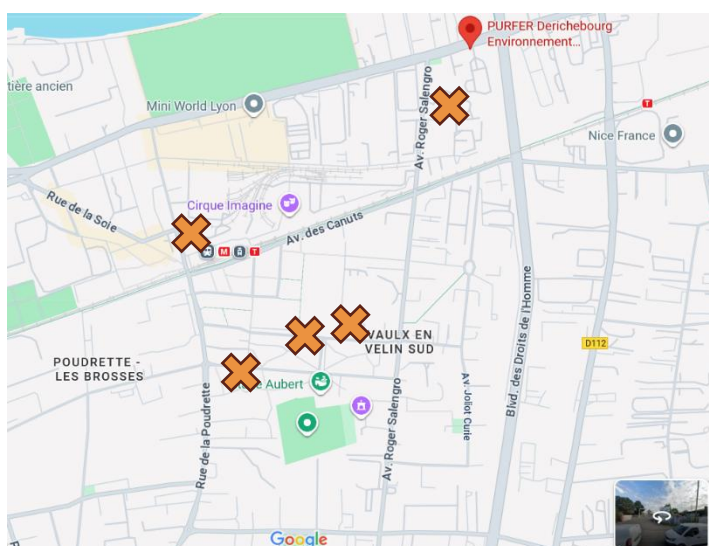 PURFER Derichebourg
Environnement...
tière ancien
Mini World Lyon
Av. Roger Salengro
T
Nice France
Rue de la Soie
Cirque Imagine
Av. des Canuts
M
T
Blvd. des Droits de l'Homme
VAULX EN
VELIN SUD
D112
POUDRETTE -
LES BROSSES
Aubert
Rue de la Poudrette
Av. Roger Salengro
Av. Joliot Curie
Google